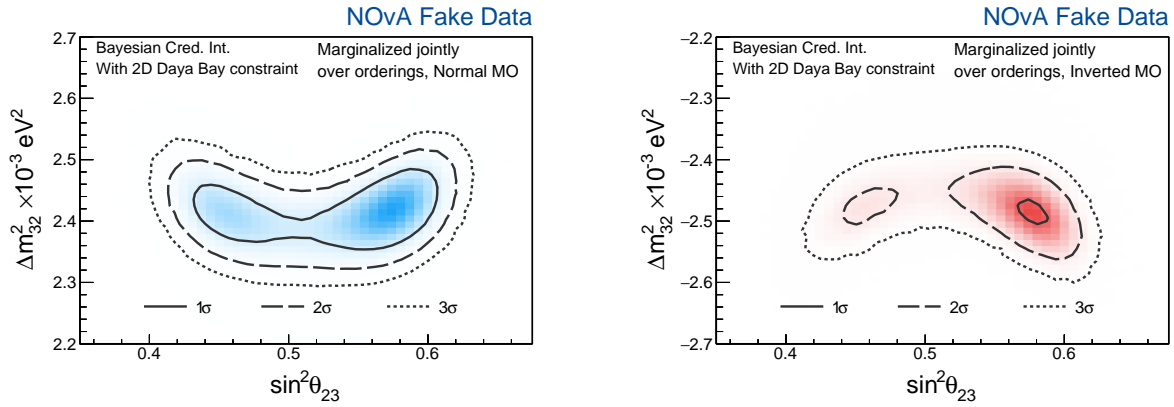 NOvA Fake Data
Bayesian Cred. Int.
With 2D Daya Bay constraint
Marginalized jointly
over orderings, Normal MO
2.7
2.6
2.5
2.4
2.3
2.2
Δm²₃₂ ×10⁻³ eV²
1σ
2σ
3σ
0.4
0.5
0.6
sin²θ₂₃
NOvA Fake Data
Bayesian Cred. Int.
With 2D Daya Bay constraint
Marginalized jointly
over orderings, Inverted MO
−2.2
−2.3
−2.4
−2.5
−2.6
−2.7
Δm²₃₂ ×10⁻³ eV²
1σ
2σ
3σ
0.4
0.5
0.6
sin²θ₂₃